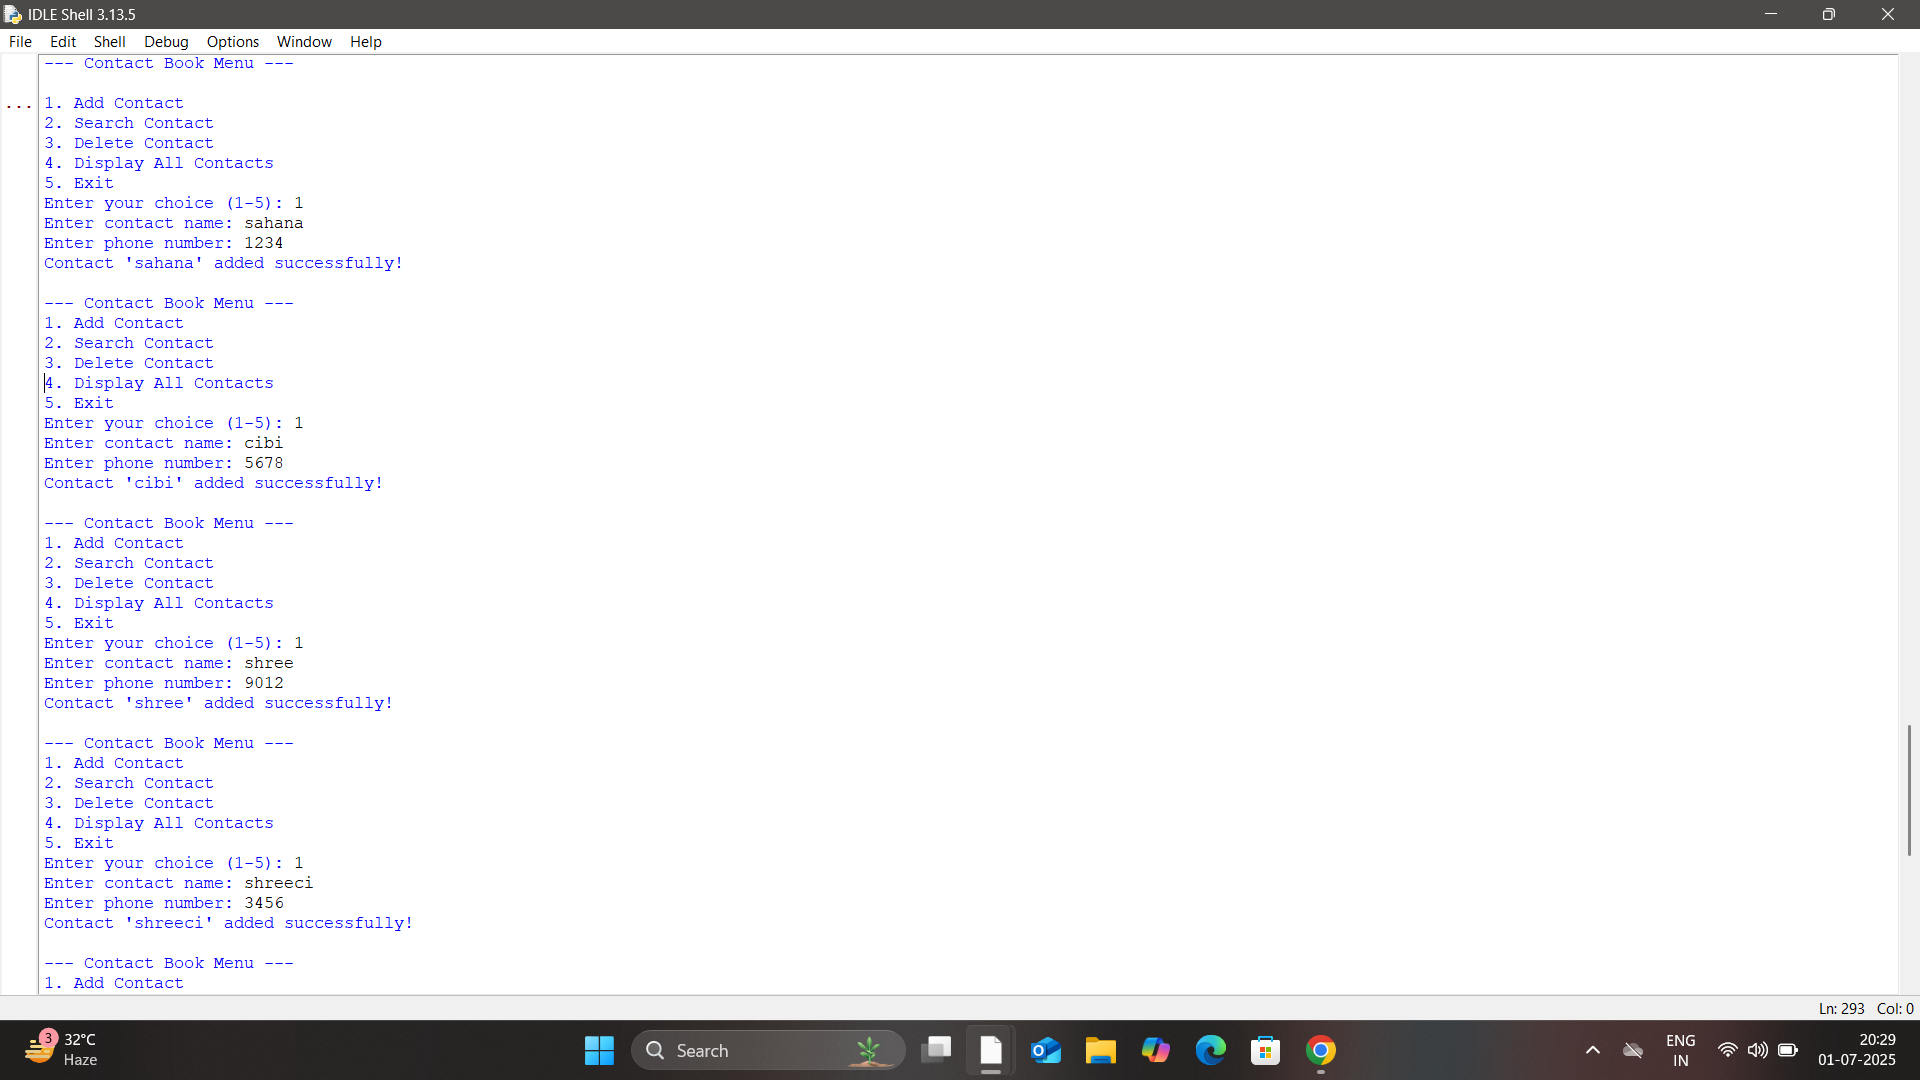 IDLE Shell 3.13.5
File Edit Shell Debug Options Window Help
--- Contact Book Menu ---
... 1. Add Contact
2. Search Contact
3. Delete Contact
4. Display All Contacts
5. Exit
Enter your choice (1-5): 1
Enter contact name: sahana
Enter phone number: 1234
Contact 'sahana' added successfully!
--- Contact Book Menu ---
1. Add Contact
2. Search Contact
3. Delete Contact
4. Display All Contacts
5. Exit
Enter your choice (1-5): 1
Enter contact name: cibi
Enter phone number: 5678
Contact 'cibi' added successfully!
--- Contact Book Menu ---
1. Add Contact
2. Search Contact
3. Delete Contact
4. Display All Contacts
5. Exit
Enter your choice (1-5): 1
Enter contact name: shree
Enter phone number: 9012
Contact 'shree' added successfully!
--- Contact Book Menu ---
1. Add Contact
2. Search Contact
3. Delete Contact
4. Display All Contacts
5. Exit
Enter your choice (1-5): 1
Enter contact name: shreeci
Enter phone number: 3456
Contact 'shreeci' added successfully!
--- Contact Book Menu ---
1. Add Contact
Ln: 293 Col: 0
3
32°C
Haze
Search
ENG
IN
20:29
01-07-2025